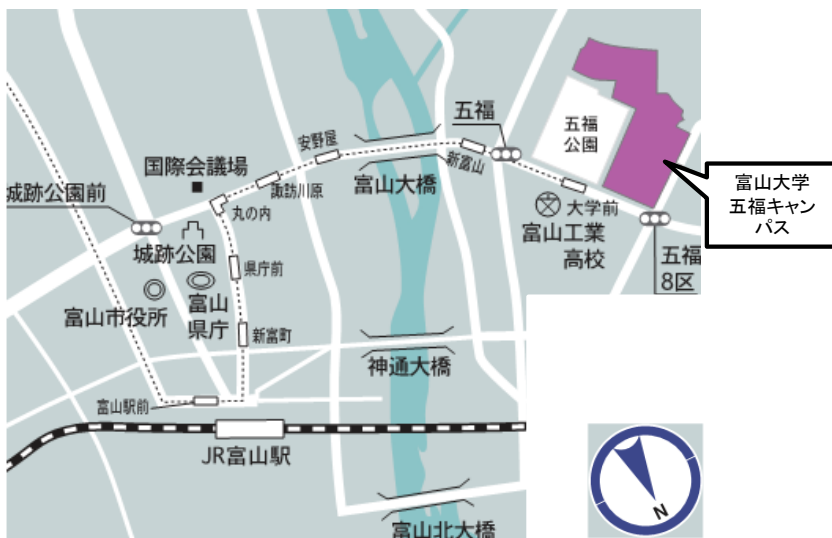 五福
安野屋
五福
公園
国際会議場
新富山
富山大橋
諏訪川原
城跡公園前
丸の内
大学前
富山工業
高校
富山大学
五福キャン
パス
城跡公園
県庁前
五福
8区
富山市役所
富山
県庁
新富町
神通大橋
富山駅前
JR富山駅
N
富山北大橋